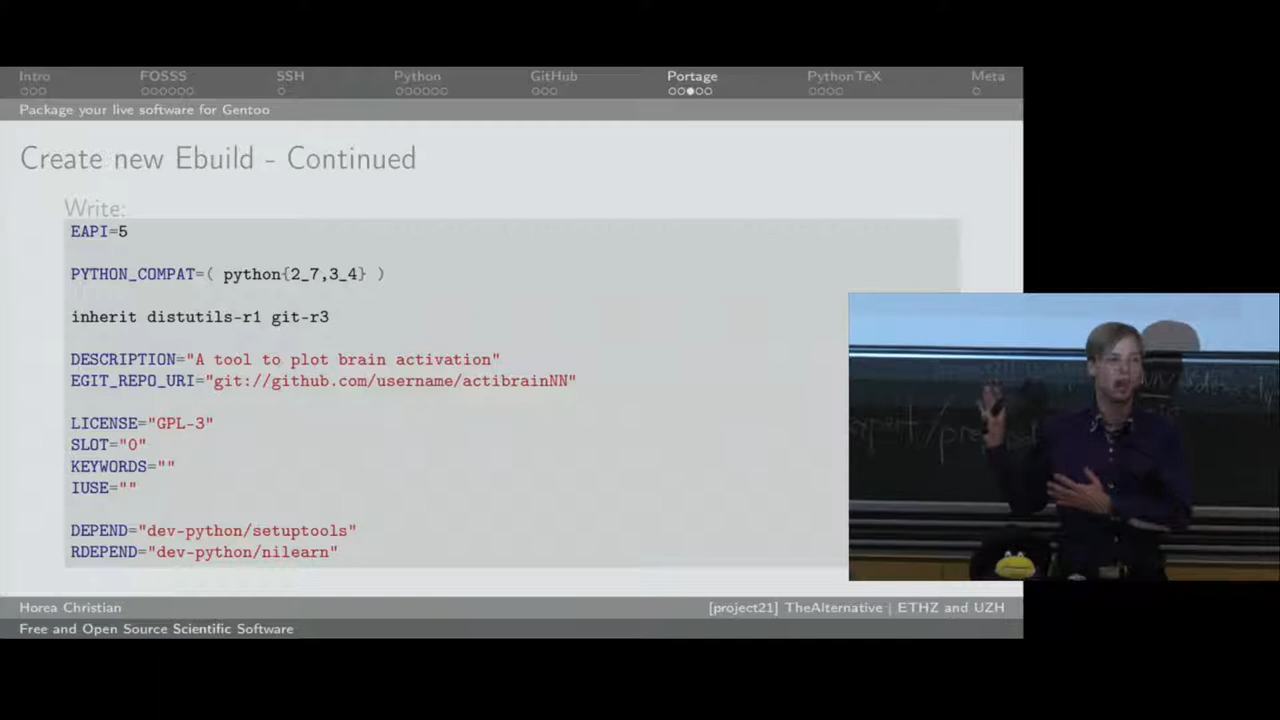 Intro FOSSS SSH Python GitHub Portage PythonTeX Meta
Package your live software for Gentoo
Create new Ebuild - Continued
Write:
EAPI=5
PYTHON_COMPAT=( python{2_7,3_4} )
inherit distutils-r1 git-r3
DESCRIPTION="A tool to plot brain activation"
EGIT_REPO_URI="git://github.com/username/actibrainNN"
LICENSE="GPL-3"
SLOT="0"
KEYWORDS=""
IUSE=""
DEPEND="dev-python/setuptools"
RDEPEND="dev-python/nilearn"
Horea Christian [project21] TheAlternative | ETHZ and UZH
Free and Open Source Scientific Software